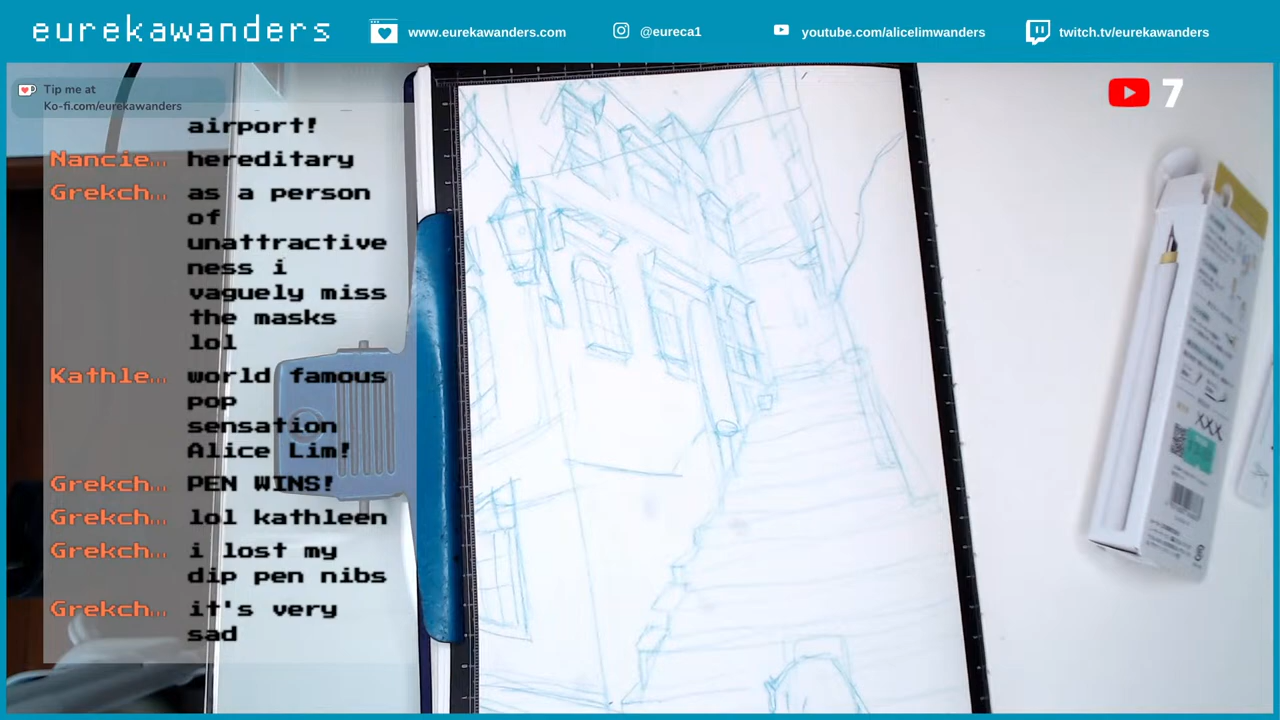 eurekawanders
www.eurekawanders.com
@eureca1
youtube.com/alicelimwanders
twitch.tv/eurekawanders
Tip me at
Ko-fi.com/eurekawanders
7
airport!
Nancie... hereditary
Grekch... as a person
of
unattractive
ness i
vaguely miss
the masks
lol
Kathle... world famous
pop
sensation
Alice Lim!
Grekch... PEN WINS!
Grekch... lol kathleen
Grekch... i lost my
dip pen nibs
Grekch... it's very
sad
XXX